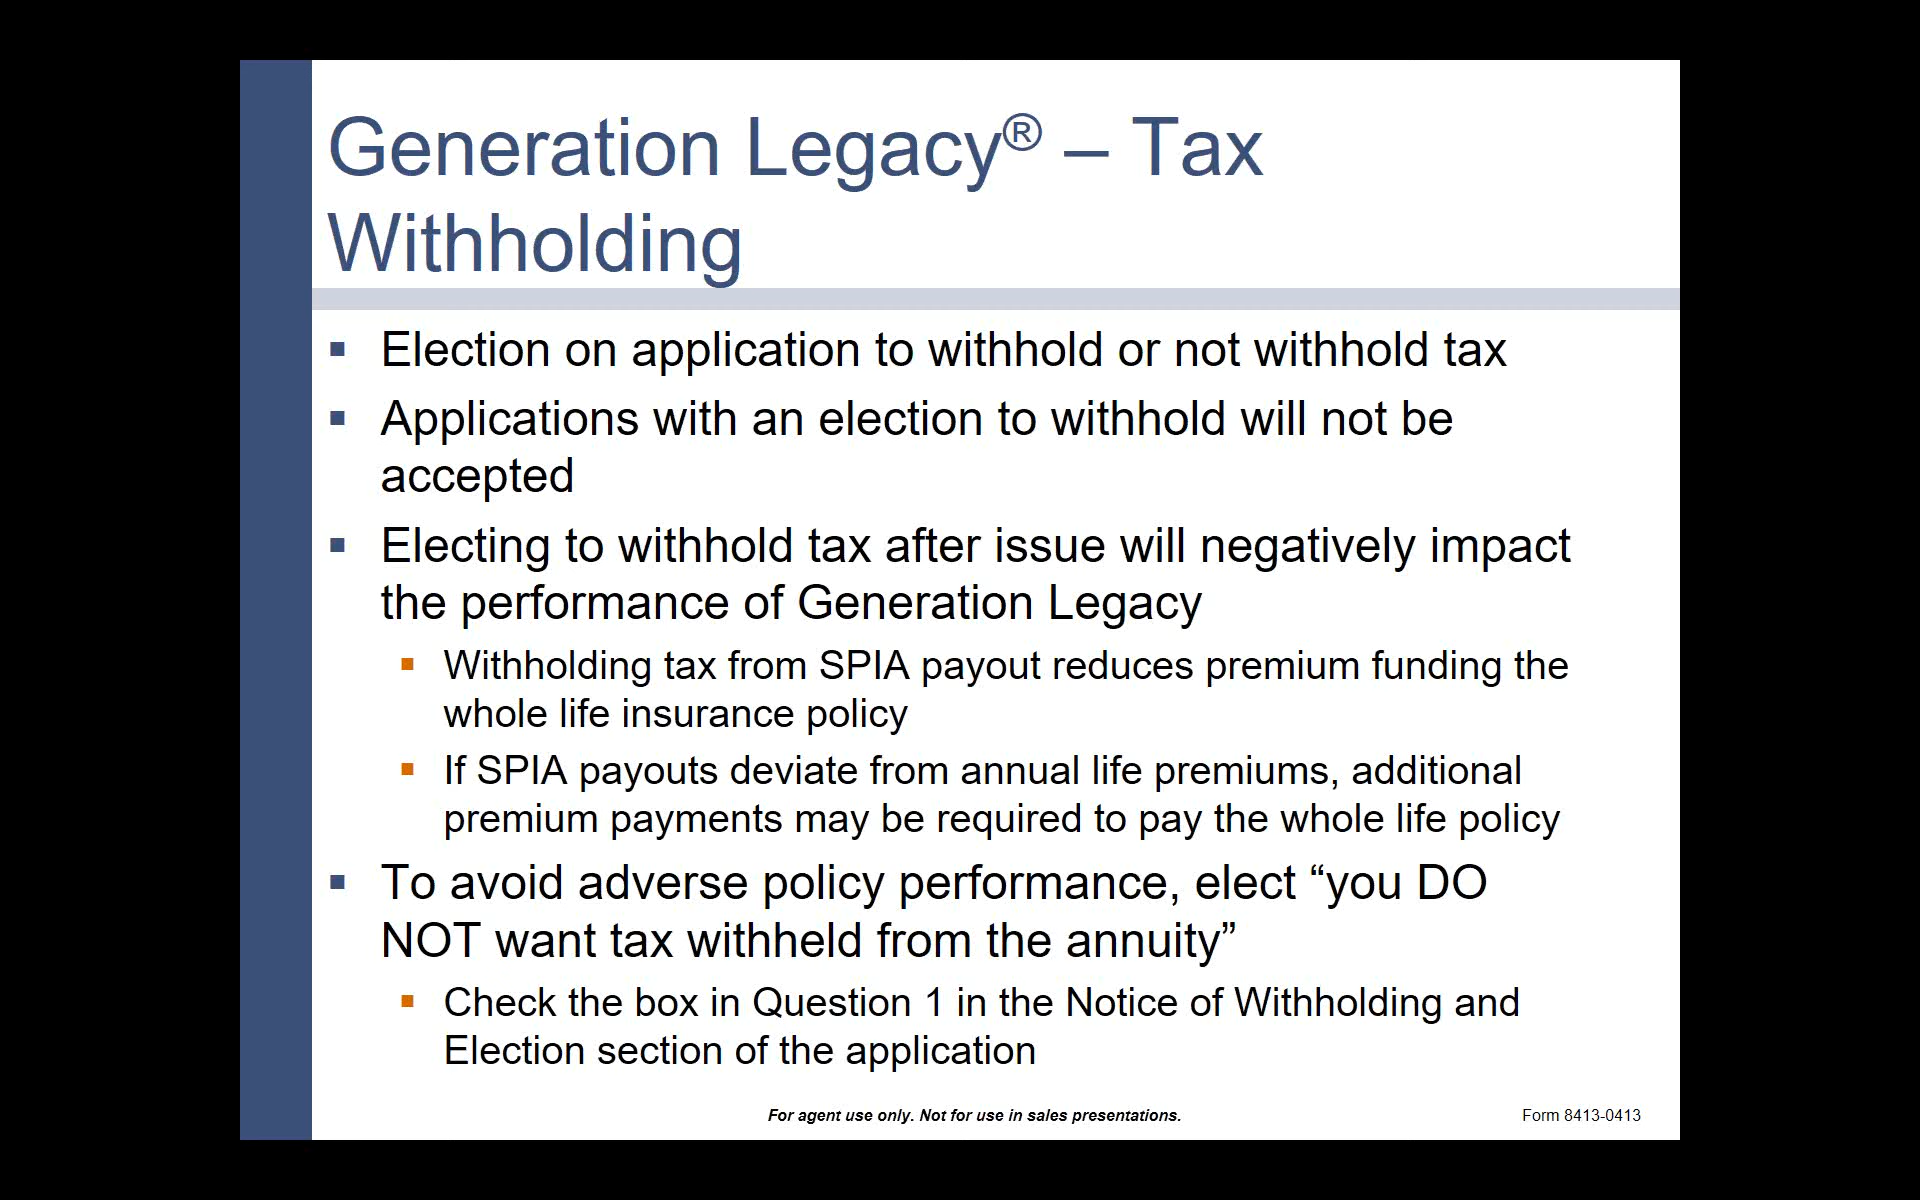 Generation Legacy® – Tax
Withholding
▪ Election on application to withhold or not withhold tax
▪ Applications with an election to withhold will not be
accepted
▪ Electing to withhold tax after issue will negatively impact
the performance of Generation Legacy
▪ Withholding tax from SPIA payout reduces premium funding the
whole life insurance policy
▪ If SPIA payouts deviate from annual life premiums, additional
premium payments may be required to pay the whole life policy
▪ To avoid adverse policy performance, elect “you DO
NOT want tax withheld from the annuity”
▪ Check the box in Question 1 in the Notice of Withholding and
Election section of the application
For agent use only. Not for use in sales presentations.
Form 8413-0413